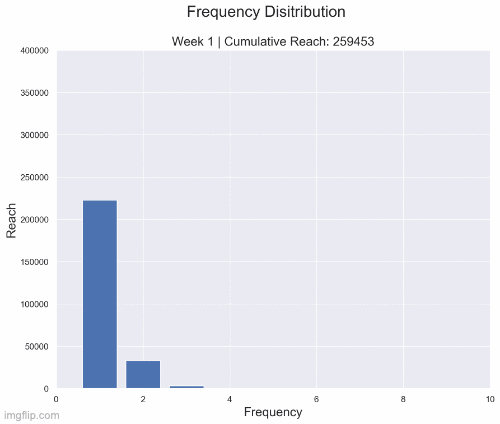 Frequency Disitribution
Week 1 | Cumulative Reach: 259453
400000
350000
300000
250000
200000
150000
100000
50000
0
Reach
0 2 4 6 8 10
Frequency
imgflip.com